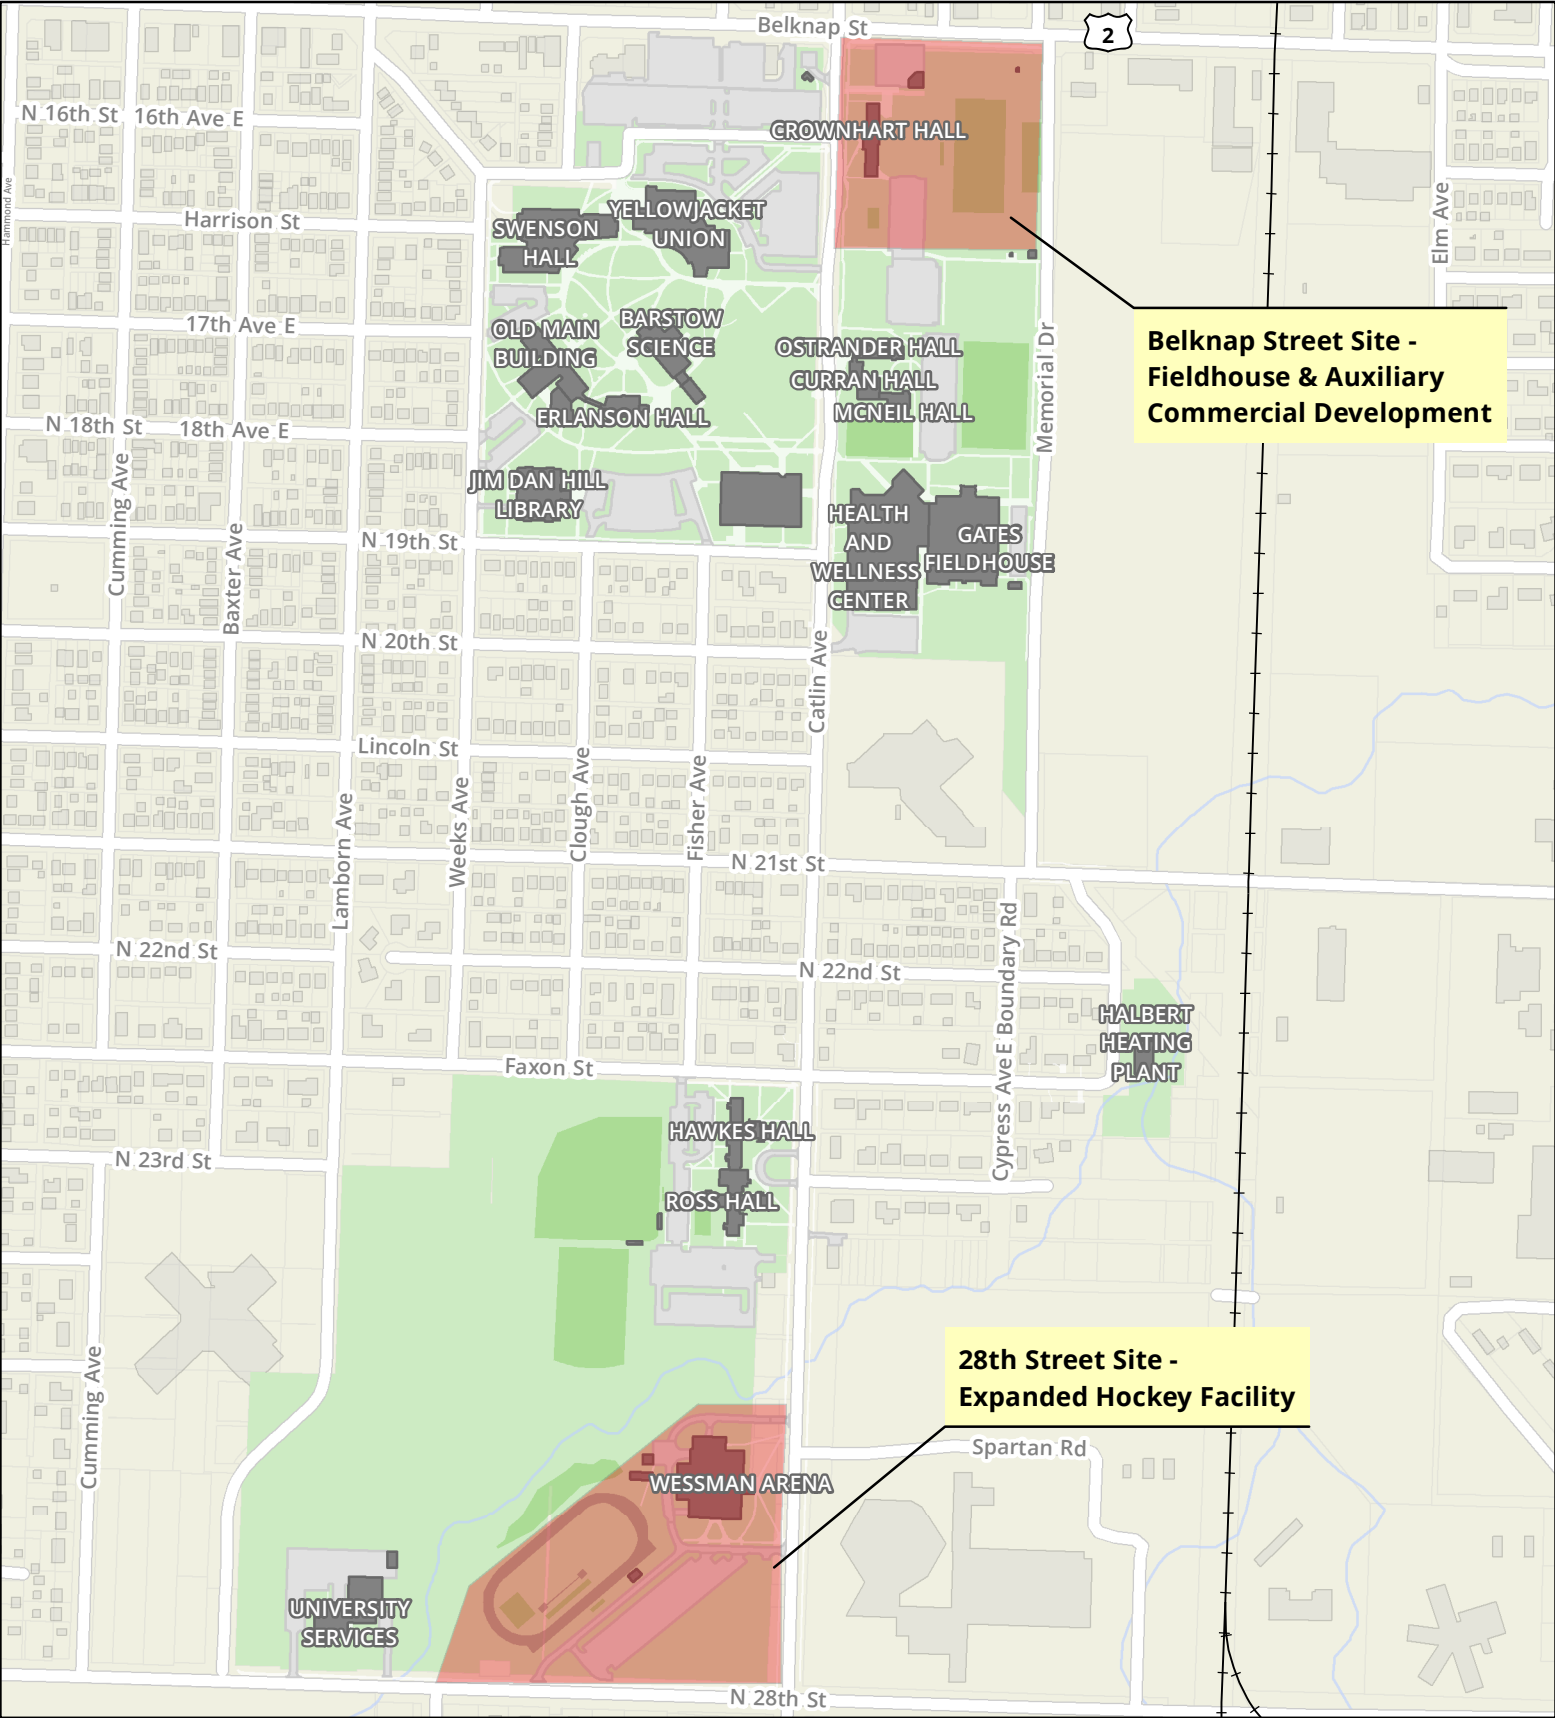 Belknap St
2
N 16th St
16th Ave E
CROWNHART HALL
Hammond Ave
Harrison St
SWENSON
HALL
YELLOWJACKET
UNION
Elm Ave
17th Ave E
OLD MAIN
BUILDING
BARSTOW
SCIENCE
OSTRANDER HALL
CURRAN HALL
MCNEIL HALL
Memorial Dr
Belknap Street Site -
Fieldhouse & Auxiliary
Commercial Development
N 18th St
18th Ave E
ERLANSON HALL
Cumming Ave
Baxter Ave
JIM DAN HILL
LIBRARY
HEALTH
AND
WELLNESS
CENTER
GATES
FIELDHOUSE
N 19th St
N 20th St
Catlin Ave
Lincoln St
Lamborn Ave
Weeks Ave
Clough Ave
Fisher Ave
N 21st St
N 22nd St
N 22nd St
E Boundary Rd
Cypress Ave
HALBERT
HEATING
PLANT
Faxon St
HAWKES HALL
N 23rd St
ROSS HALL
Cumming Ave
28th Street Site -
Expanded Hockey Facility
Spartan Rd
WESSMAN ARENA
UNIVERSITY
SERVICES
N 28th St